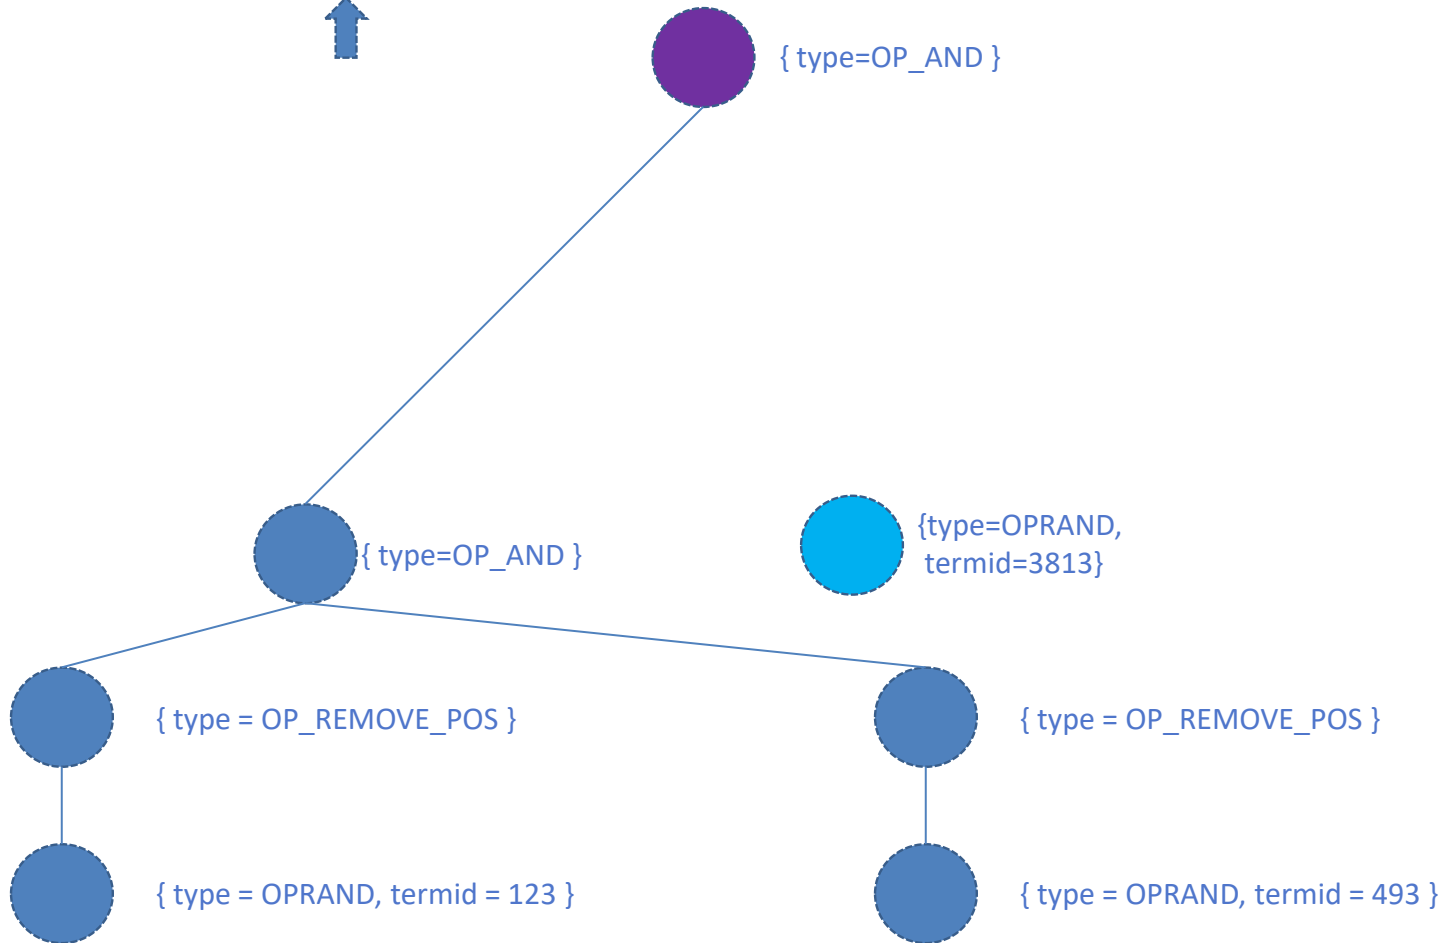 { type=OP_AND }
{ type=OP_AND }
{type=OPRAND,
termid=3813}
{ type = OP_REMOVE_POS }
{ type = OP_REMOVE_POS }
{ type = OPRAND, termid = 123 }
{ type = OPRAND, termid = 493 }